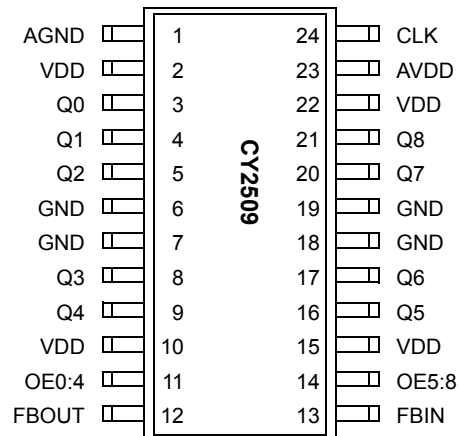 AGND 1 24 CLK
VDD 2 23 AVDD
Q0 3 22 VDD
Q1 4 21 Q8
Q2 5 20 Q7
GND 6 19 GND
GND 7 18 GND
Q3 8 17 Q6
Q4 9 16 Q5
VDD 10 15 VDD
OE0:4 11 14 OE5:8
FBOUT 12 13 FBIN
CY2509